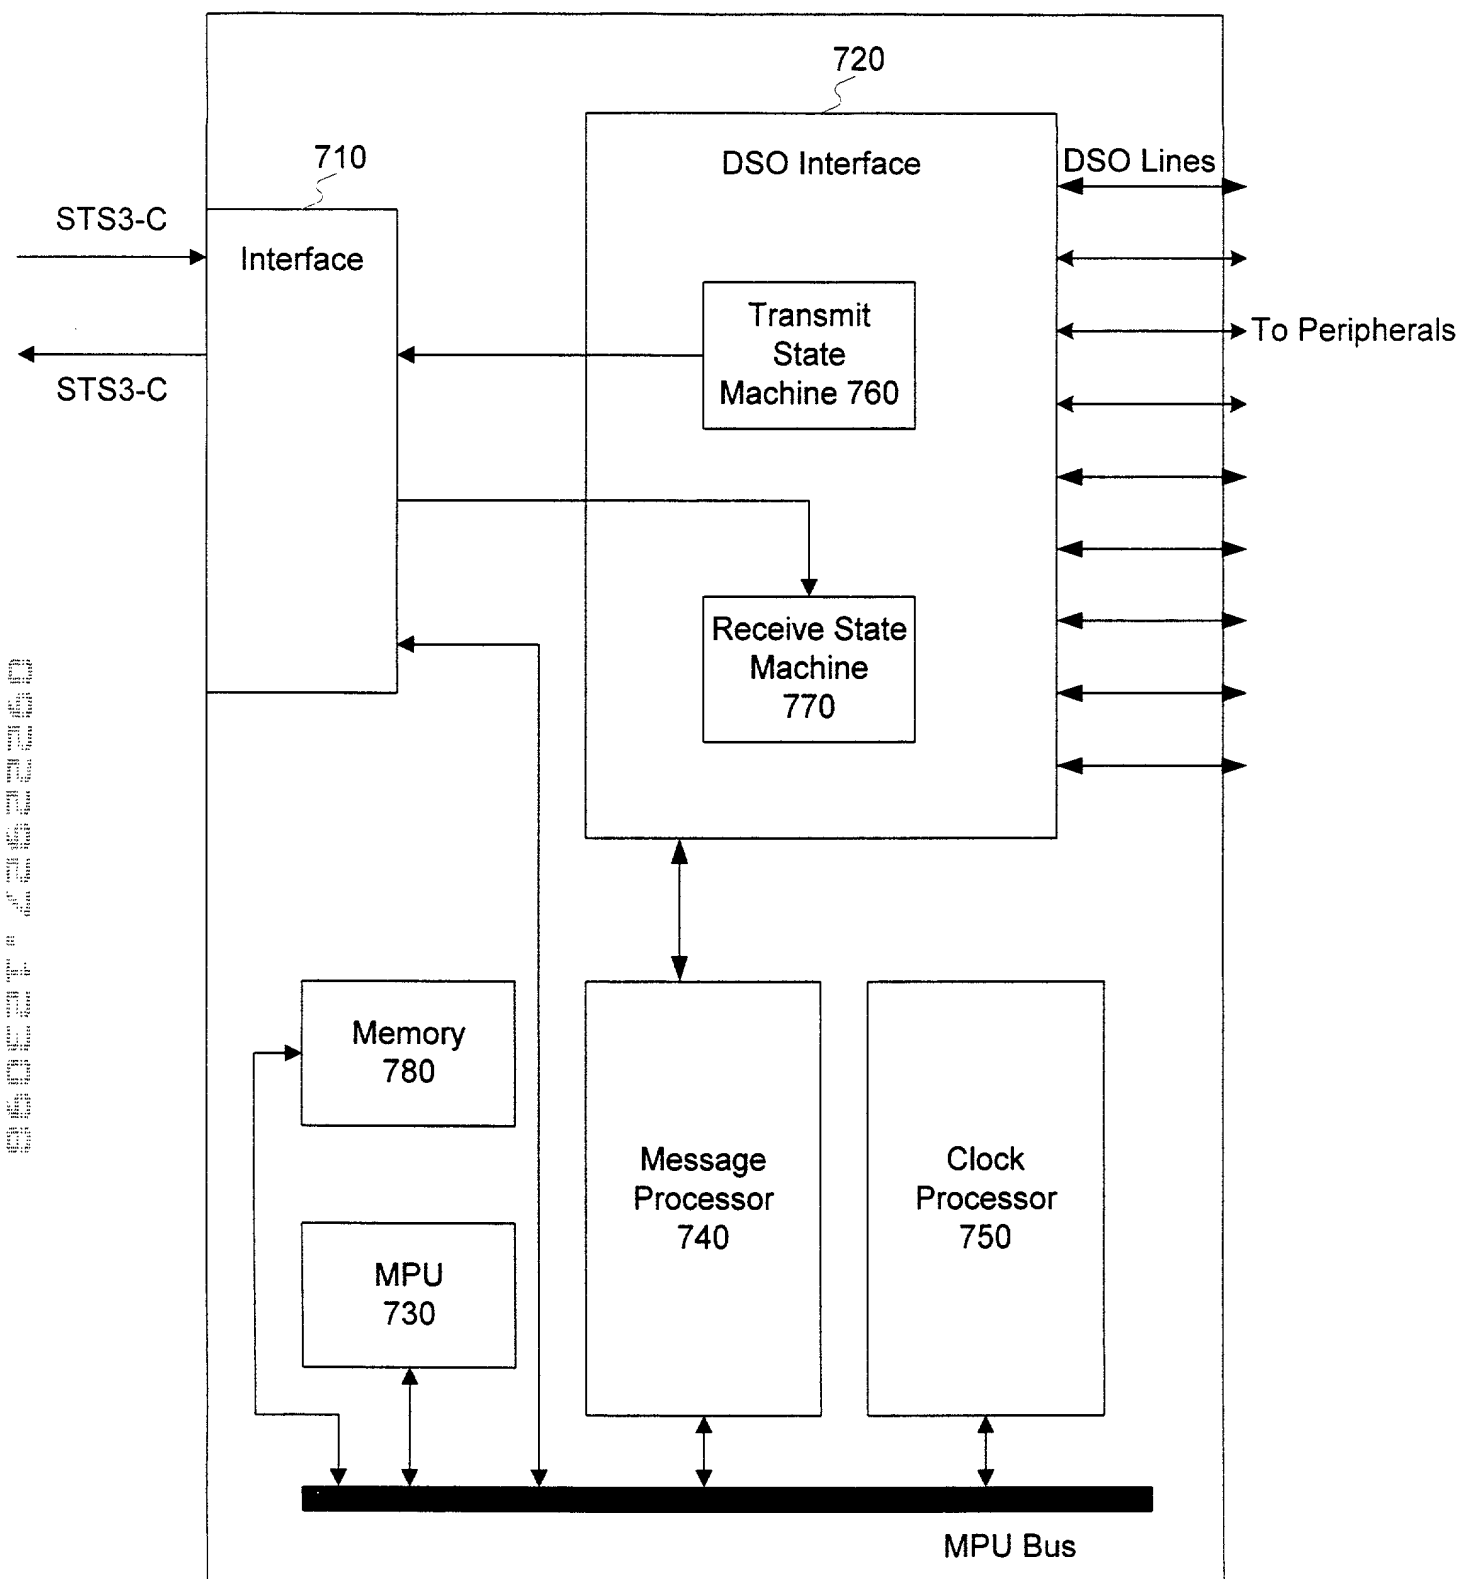 720
DSO Interface
DSO Lines
710
STS3-C
Interface
Transmit
State
Machine 760
To Peripherals
STS3-C
Receive State
Machine
770
Memory
780
Message
Processor
740
Clock
Processor
750
MPU
730
MPU Bus